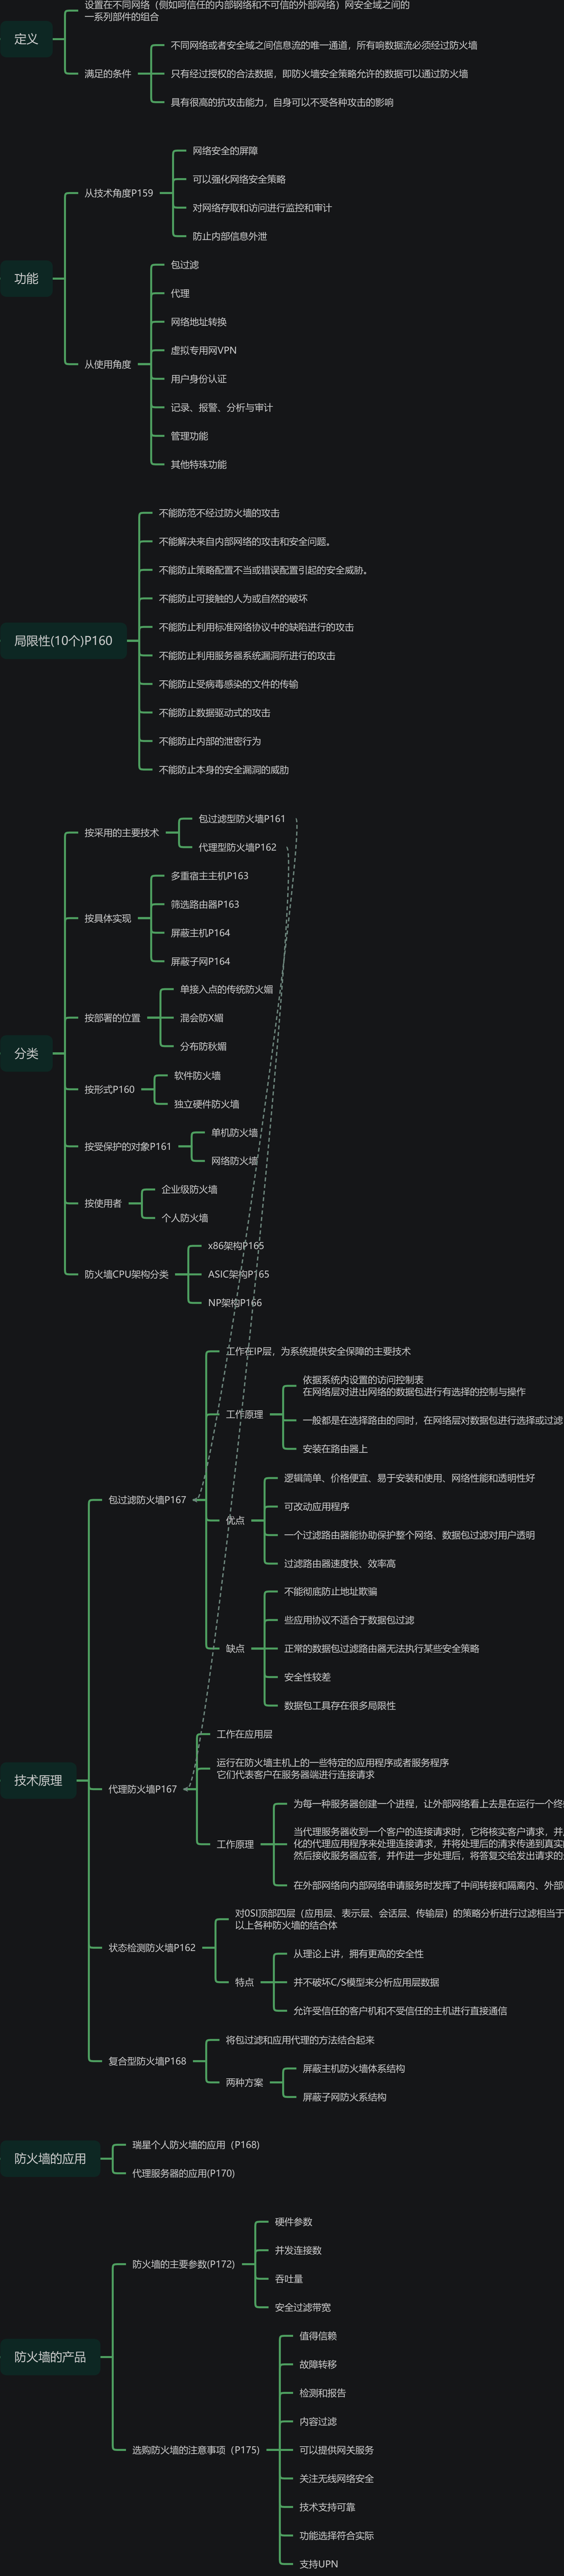 设置在不同网络（侧如呵信任的内部钢络和不可信的外部网络）网安全域之间的
一系列部件的组合
定义
满足的条件
不同网络或者安全域之间信息流的唯一通道，所有响数据流必须经过防火墙
只有经过授权的合法数据，即防火墙安全策略允许的数据可以通过防火墙
具有很高的抗攻击能力，自身可以不受各种攻击的影响
功能
从技术角度P159
网络安全的屏障
可以强化网络安全策略
对网络存取和访问进行监控和审计
防止内部信息外泄
从使用角度
包过滤
代理
网络地址转换
虚拟专用网VPN
用户身份认证
记录、报警、分析与审计
管理功能
其他特珠功能
局限性(10个)P160
不能防范不经过防火墙的攻击
不能解决来自内部网络的攻击和安全问题。
不能防止策略配置不当或错误配置引起的安全威胁。
不能防止可接触的人为或自然的破坏
不能防止利用标准网络协议中的缺陷进行的攻击
不能防止利用服务器系统漏洞所进行的攻击
不能防止受病毒感染的文件的传输
不能防止数据驱动式的攻击
不能防止内部的泄密行为
不能防止本身的安全漏洞的威胁
分类
按采用的主要技术
包过滤型防火墙P161
代理型防火墙P162
按具体实现
多重宿主主机P163
筛选路由器P163
屏蔽主机P164
屏蔽子网P164
按部署的位置
单接入点的传统防火媚
混会防X媚
分布防秋媚
按形式P160
软件防火墙
独立硬件防火墙
按受保护的对象P161
单机防火墙
网络防火墙
按使用者
企业级防火墙
个人防火墙
防火墙CPU架构分类
x86架构P165
ASIC架构P165
NP架构P166
技术原理
包过滤防火墙P167
工作在IP层，为系统提供安全保障的主要技术
工作原理
依据系统内设置的访问控制表
在网络层对进出网络的数据包进行有选择的控制与操作
一般都是在选择路由的同时，在网络层对数据包进行选择或过滤
安装在路由器上
优点
逻辑简单、价格便宜、易于安装和使用、网络性能和透明性好
可改动应用程序
一个过滤路由器能协助保护整个网络、数据包过滤对用户透明
过滤路由器速度快、效率高
缺点
不能彻底防止地址欺骗
些应用协议不适合于数据包过滤
正常的数据包过滤路由器无法执行某些安全策略
安全性较差
数据包工具存在很多局限性
代理防火墙P167
工作在应用层
运行在防火墙主机上的一些特定的应用程序或者服务程序
它们代表客户在服务器端进行连接请求
工作原理
为每一种服务器创建一个进程，让外部网络看上去是在运行一个终
当代理服务器收到一个客户的连接请求时，它将核实客户请求，并
化的代理应用程序来处理连接请求，并将处理后的请求传递到真实
然后接收服务器应答，并作进一步处理后，将答复交给发出请求的
在外部网络向内部网络申请服务时发挥了中间转接和隔离内、外部
状态检测防火墙P162
对0SI顶部四层（应用层、表示层、会话层、传输层）的策略分析进行过滤相当于
以上各种防火墙的结合体
特点
从理论上讲，拥有更高的安全性
并不破坏C/S模型来分析应用层数据
允许受信任的客户机和不受信任的主机进行直接通信
复合型防火墙P168
将包过滤和应用代理的方法结合起来
两种方案
屏蔽主机防火墙体系结构
屏蔽子网防火系结构
防火墙的应用
瑞星个人防火墙的应用（P168)
代理服务器的应用(P170)
防火墙的产品
防火墙的主要参数(P172)
硬件参数
并发连接数
吞吐量
安全过滤带宽
选购防火墙的注意事项（P175)
值得信赖
故障转移
检测和报告
内容过滤
可以提供网关服务
关注无线网络安全
技术支持可靠
功能选择符合实际
支持UPN